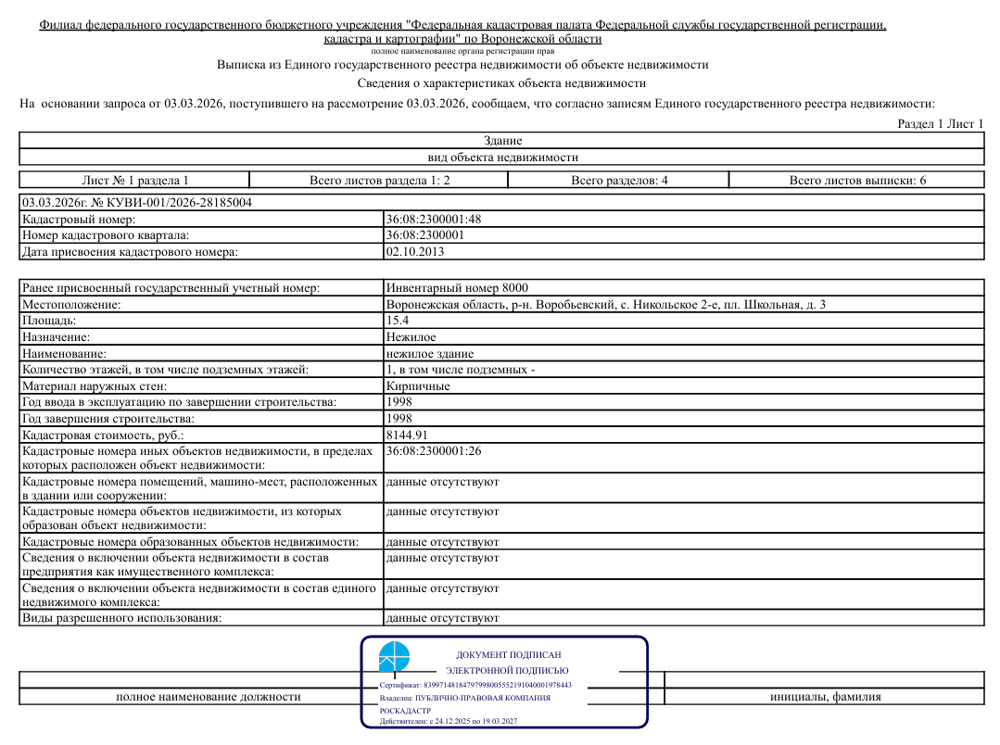 Филиал федерального государственного бюджетного учреждения "Федеральная кадастровая палата Федеральной службы государственной регистрации,
кадастра и картографии" по Воронежской области
полное наименование органа регистрации прав
Выписка из Единого государственного реестра недвижимости об объекте недвижимости
Сведения о характеристиках объекта недвижимости
На основании запроса от 03.03.2026, поступившего на рассмотрение 03.03.2026, сообщаем, что согласно записям Единого государственного реестра недвижимости:
Раздел 1 Лист 1
Здание
вид объекта недвижимости
Лист № 1 раздела 1 Всего листов раздела 1: 2 Всего разделов: 4 Всего листов выписки: 6
03.03.2026г. № КУВИ-001/2026-28185004
Кадастровый номер: 36:08:2300001:48
Номер кадастрового квартала: 36:08:2300001
Дата присвоения кадастрового номера: 02.10.2013
Ранее присвоенный государственный учетный номер: Инвентарный номер 8000
Местоположение: Воронежская область, р-н. Воробьевский, с. Никольское 2-е, пл. Школьная, д. 3
Площадь: 15.4
Назначение: Нежилое
Наименование: нежилое здание
Количество этажей, в том числе подземных этажей: 1, в том числе подземных -
Материал наружных стен: Кирпичные
Год ввода в эксплуатацию по завершении строительства: 1998
Год завершения строительства: 1998
Кадастровая стоимость, руб.: 8144.91
Кадастровые номера иных объектов недвижимости, в пределах 36:08:2300001:26
которых расположен объект недвижимости:
Кадастровые номера помещений, машино-мест, расположенных данные отсутствуют
в здании или сооружении:
Кадастровые номера объектов недвижимости, из которых данные отсутствуют
образован объект недвижимости:
Кадастровые номера образованных объектов недвижимости: данные отсутствуют
Сведения о включении объекта недвижимости в состав данные отсутствуют
предприятия как имущественного комплекса:
Сведения о включении объекта недвижимости в состав единого данные отсутствуют
недвижимого комплекса:
Виды разрешенного использования: данные отсутствуют
ДОКУМЕНТ ПОДПИСАН
ЭЛЕКТРОННОЙ ПОДПИСЬЮ
Сертификат: 83997148184797998005552191040001978443
Владелец: ПУБЛИЧНО-ПРАВОВАЯ КОМПАНИЯ
РОСКАДАСТР
Действителен: с 24.12.2025 по 19.03.2027
полное наименование должности инициалы, фамилия